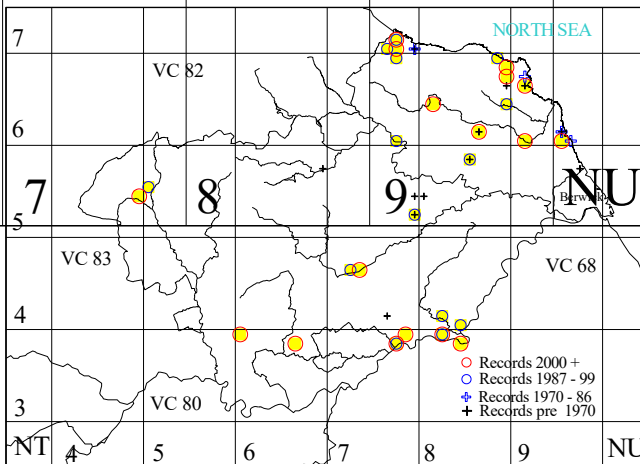 NORTH SEA
7
VC 82
6
7
8
9
NU
Berwick
5
VC 83
VC 68
4
Records 2000 +
Records 1987 - 99
Records 1970 - 86
Records pre 1970
VC 80
3
NT
4
5
6
7
8
9
NU